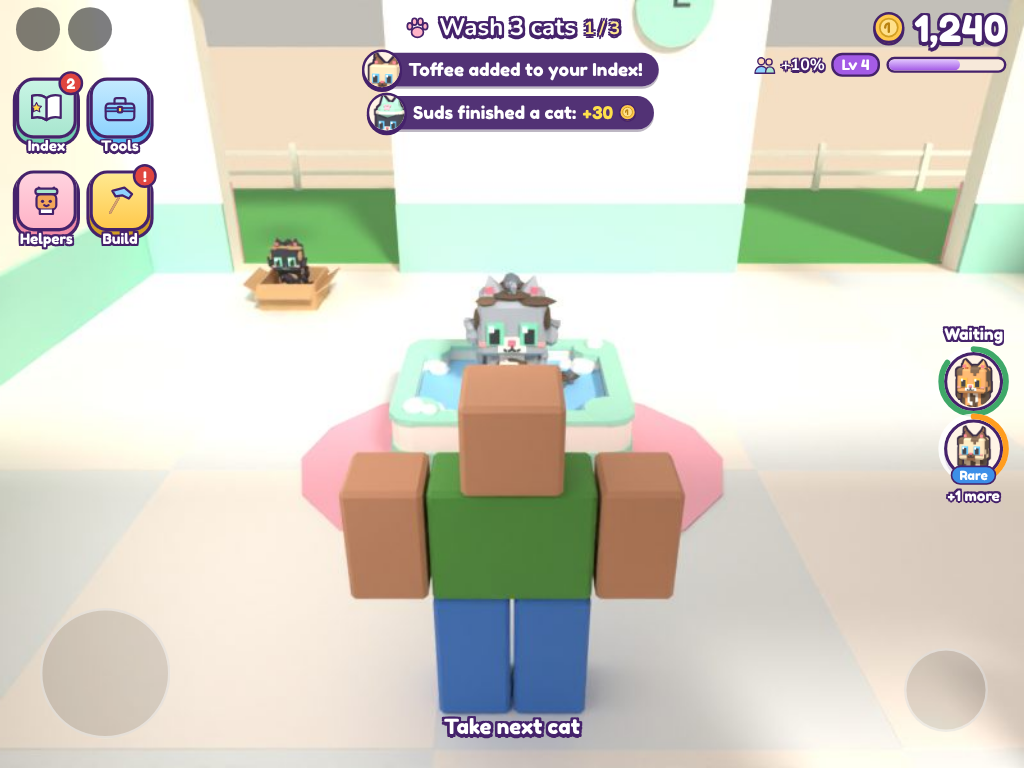 Wash 3 cats 1/3
1,240
Toffee added to your Index!
+10%
Lv 4
2
Suds finished a cat: +30
Index
Tools
!
Helpers
Build
Waiting
Rare
+1 more
Take next cat